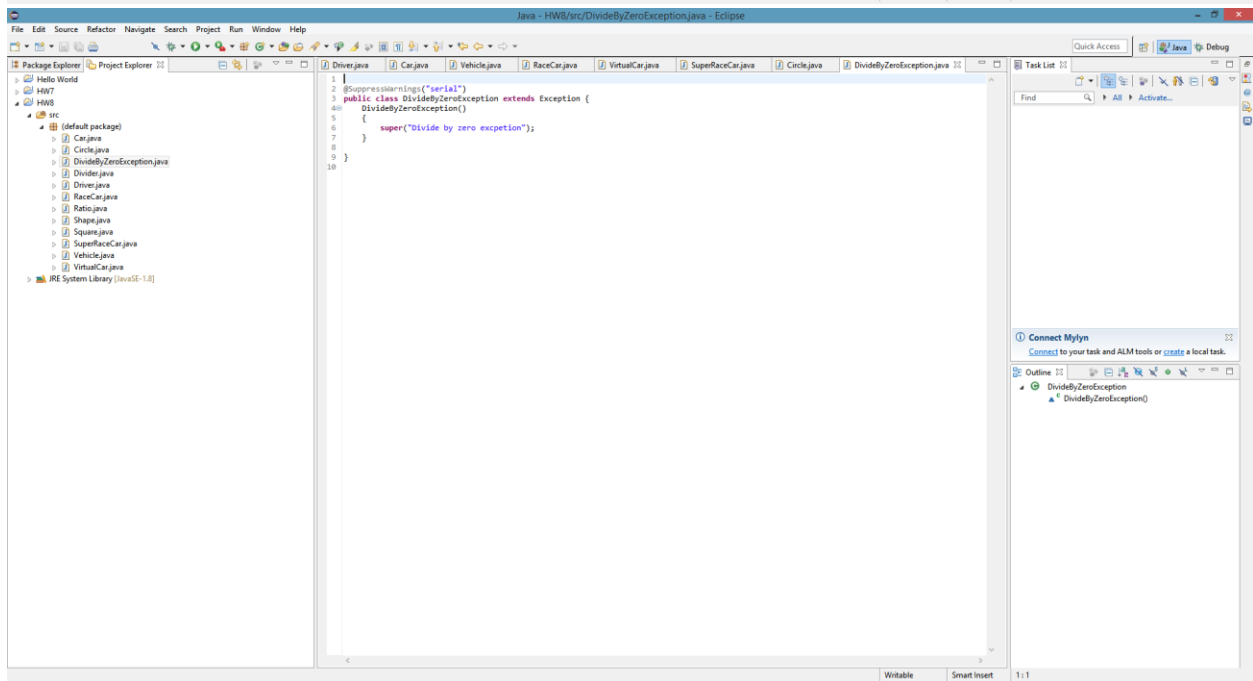 Java - HW8/src/DivideByZeroException.java - Eclipse
File Edit Source Refactor Navigate Search Project Run Window Help
Quick Access
Java
Debug
Package Explorer
Project Explorer
Hello World
HW7
HW8
src
(default package)
Car.java
Circle.java
DivideByZeroException.java
Divider.java
Driver.java
RaceCar.java
Ratio.java
Shape.java
Square.java
SuperRaceCar.java
Vehicle.java
VirtualCar.java
JRE System Library [JavaSE-1.8]
Driver.java Car.java Vehicle.java RaceCar.java VirtualCar.java SuperRaceCar.java Circle.java DivideByZeroException.java
1
2 @SuppressWarnings("serial")
3 public class DivideByZeroException extends Exception {
4 DivideByZeroException()
5 {
6 super("Divide by zero excpetion");
7 }
8
9 }
10
Task List
Find All Activate...
Connect Mylyn
Connect to your task and ALM tools or create a local task.
Outline
DivideByZeroException
DivideByZeroException()
Writable Smart Insert 1 : 1